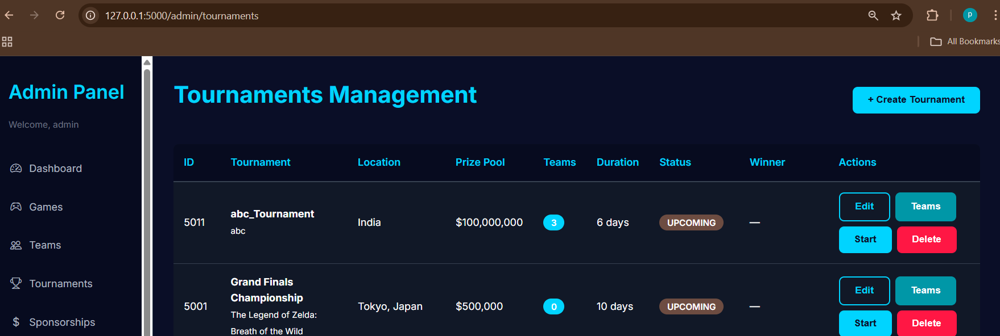 127.0.0.1:5000/admin/tournaments
P
All Bookmarks
Admin Panel
Welcome, admin
Dashboard
Games
Teams
Tournaments
$ Sponsorships
Tournaments Management
+ Create Tournament
ID Tournament Location Prize Pool Teams Duration Status Winner Actions
5011 abc_Tournament India $100,000,000 3 6 days UPCOMING — Edit Teams
abc
Start Delete
5001 Grand Finals Tokyo, Japan $500,000 0 10 days UPCOMING — Edit Teams
Championship
The Legend of Zelda:
Breath of the Wild
Start Delete